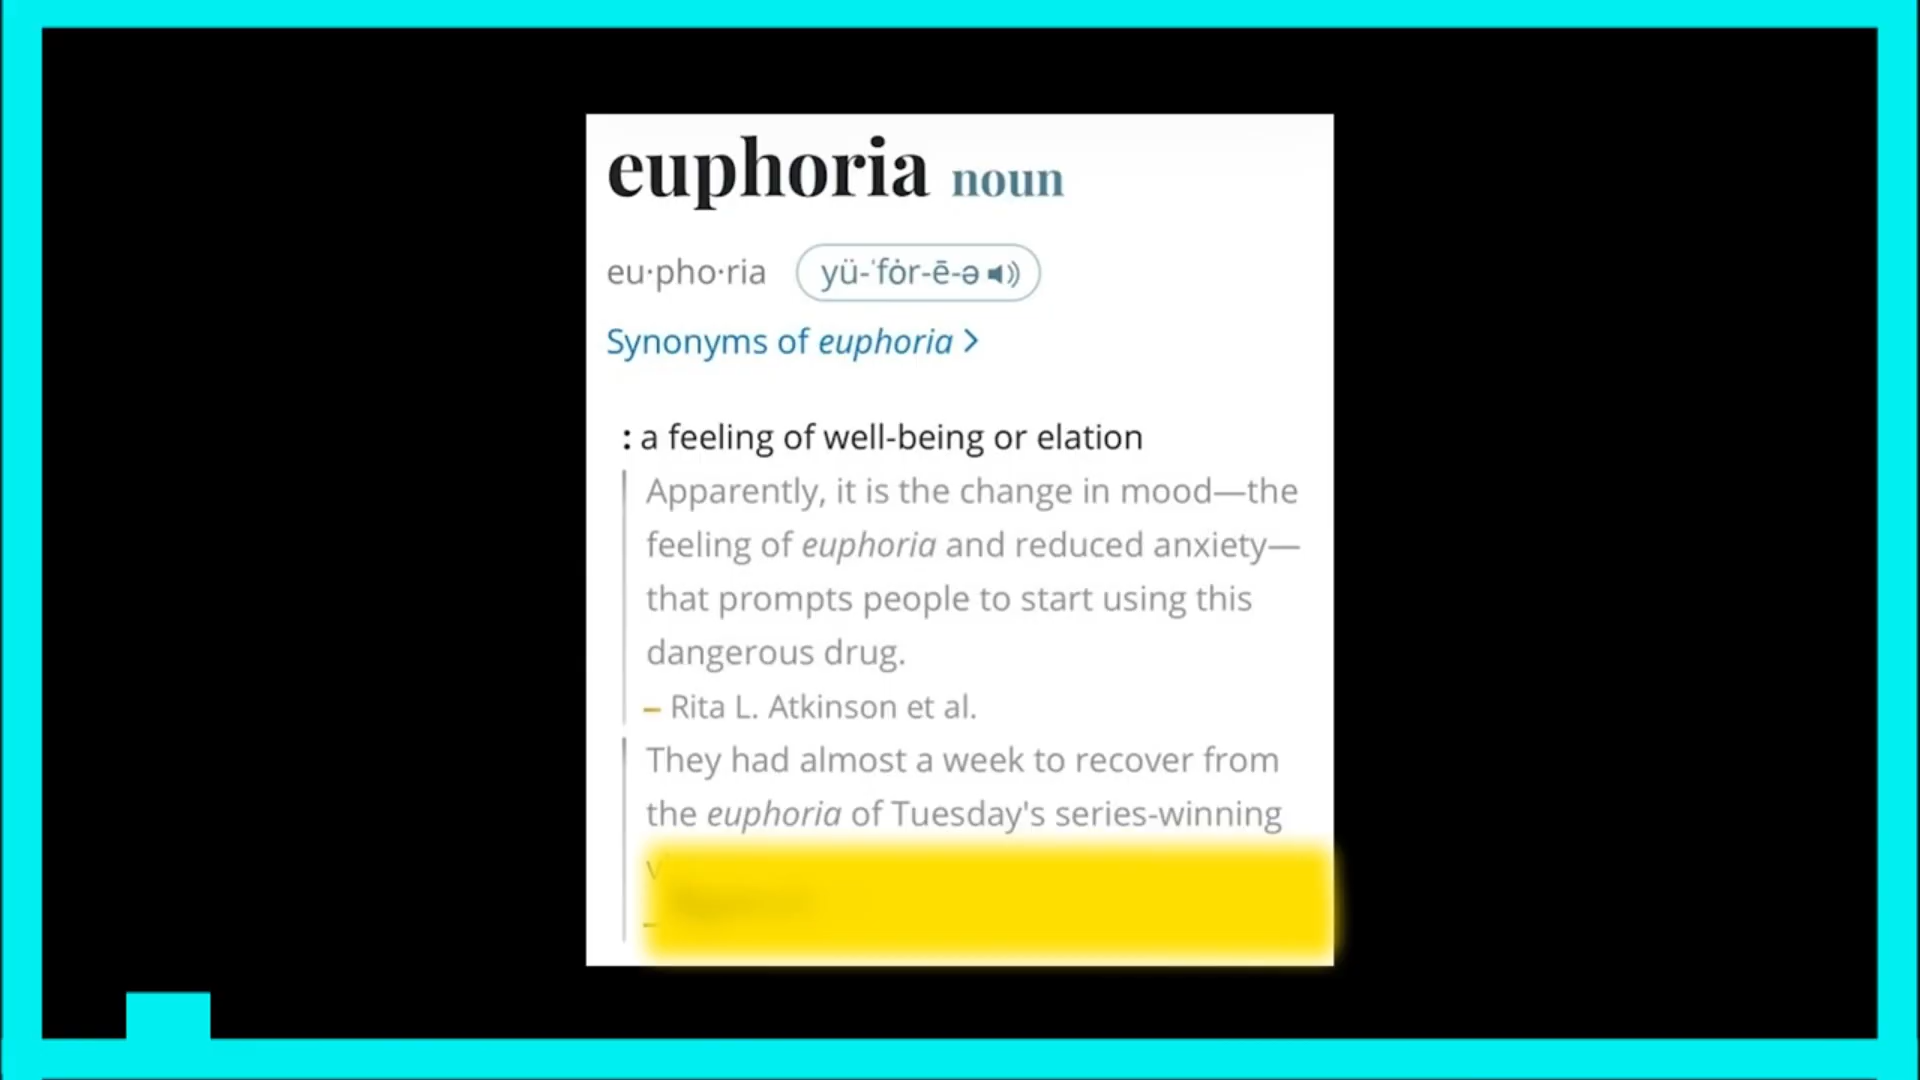 euphoria noun
eu·pho·ria yü-ˈfȯr-ē-ə
Synonyms of euphoria >
: a feeling of well-being or elation
Apparently, it is the change in mood—the
feeling of euphoria and reduced anxiety—
that prompts people to start using this
dangerous drug.
– Rita L. Atkinson et al.
They had almost a week to recover from
the euphoria of Tuesday's series-winning